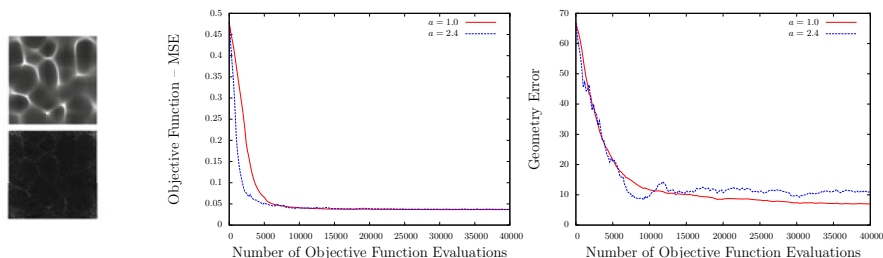 Objective Function – MSE
0.5
0.45
0.4
0.35
0.3
0.25
0.2
0.15
0.1
0.05
0
a = 1.0
a = 2.4
0 5000 10000 15000 20000 25000 30000 35000 40000
Number of Objective Function Evaluations
Geometry Error
70
60
50
40
30
20
10
0
a = 1.0
a = 2.4
0 5000 10000 15000 20000 25000 30000 35000 40000
Number of Objective Function Evaluations